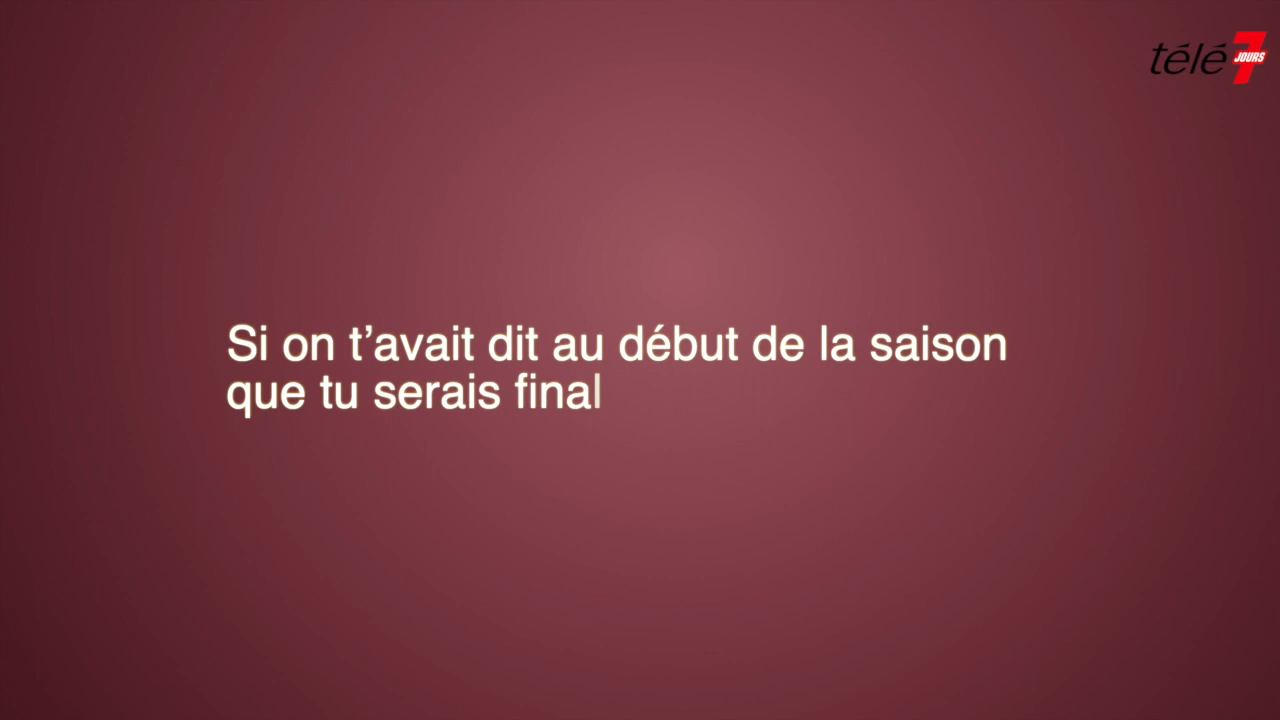 télé 7 JOURS
Si on t’avait dit au début de la saison
que tu serais final